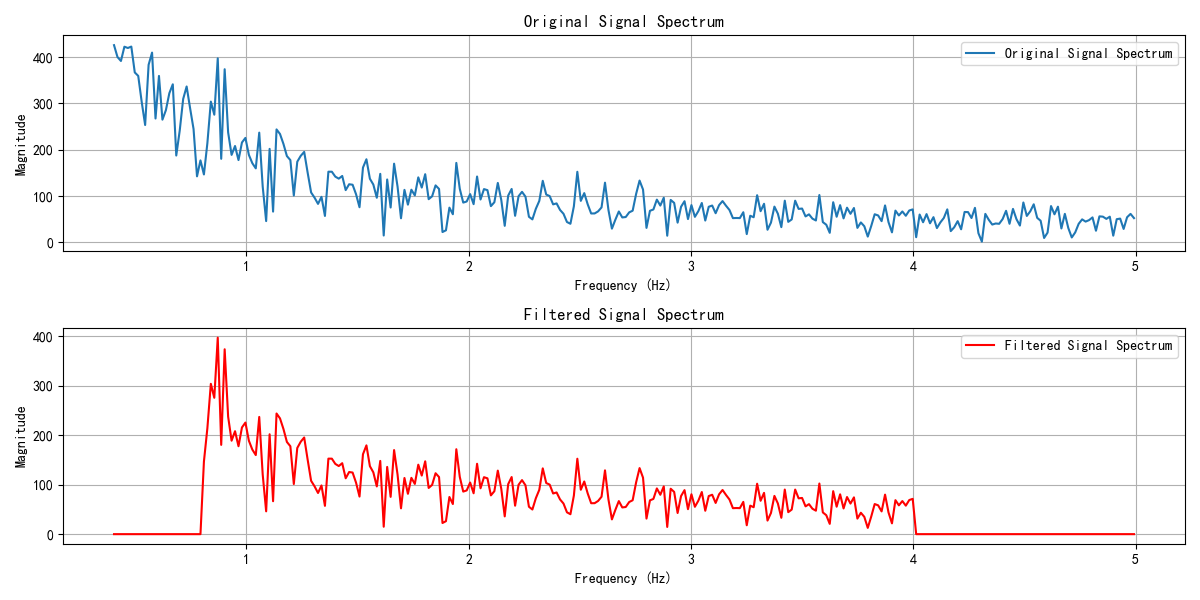 Original Signal Spectrum
Original Signal Spectrum
Magnitude
400
300
200
100
0
1
2
3
4
5
Frequency (Hz)
Filtered Signal Spectrum
Filtered Signal Spectrum
Magnitude
400
300
200
100
0
1
2
3
4
5
Frequency (Hz)